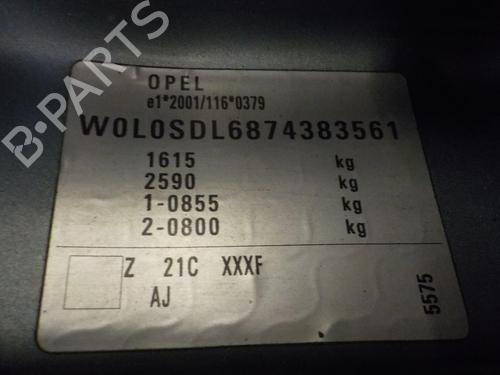 OPEL
e1*2001/116*0379
W0L0SDL6874383561
1615 kg
2590 kg
1-0855 kg
2-0800 kg
Z 21C XXXF
AJ
5575
B-PARTS